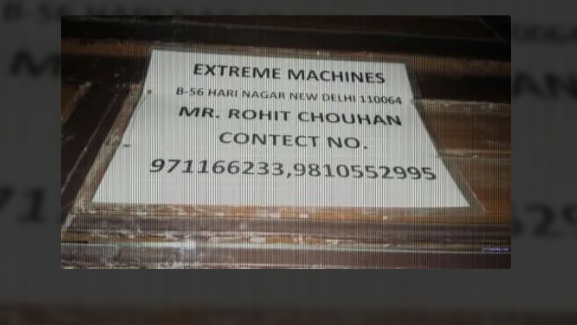 EXTREME MACHINES
B-56 HARI NAGAR NEW DELHI 110064
MR. ROHIT CHOUHAN
CONTECT NO.
971166233,9810552995